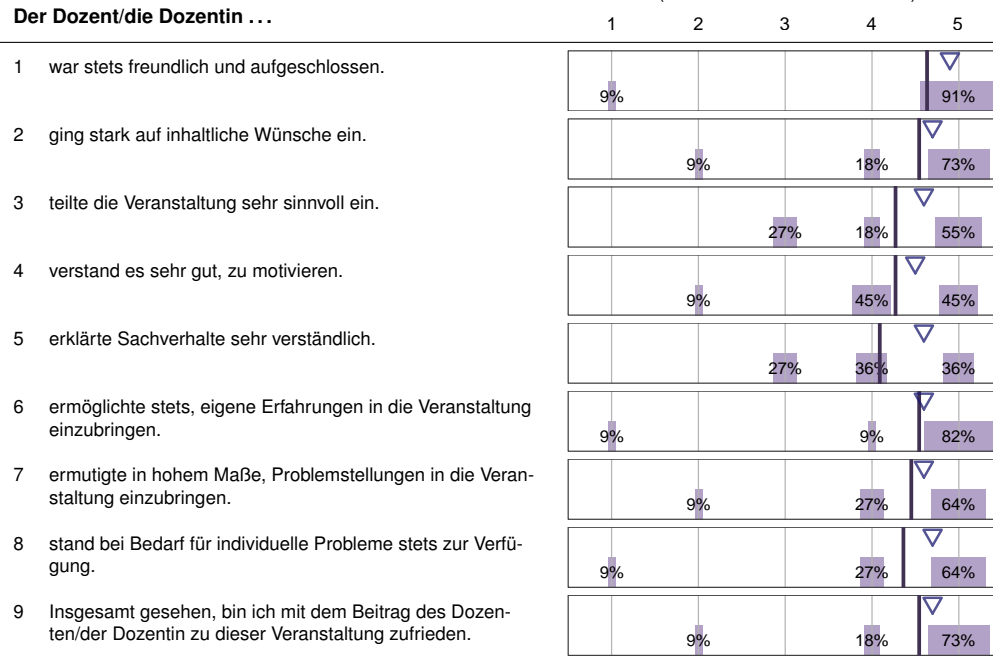 Der Dozent/die Dozentin ...
1 2 3 4 5
1 war stets freundlich und aufgeschlossen.
9% 91%
2 ging stark auf inhaltliche Wünsche ein.
9% 18% 73%
3 teilte die Veranstaltung sehr sinnvoll ein.
27% 18% 55%
4 verstand es sehr gut, zu motivieren.
9% 45% 45%
5 erklärte Sachverhalte sehr verständlich.
27% 36% 36%
6 ermöglichte stets, eigene Erfahrungen in die Veranstaltung
einzubringen.
9% 9% 82%
7 ermutigte in hohem Maße, Problemstellungen in die Veran-
staltung einzubringen.
9% 27% 64%
8 stand bei Bedarf für individuelle Probleme stets zur Verfü-
gung.
9% 27% 64%
9 Insgesamt gesehen, bin ich mit dem Beitrag des Dozen-
ten/der Dozentin zu dieser Veranstaltung zufrieden.
9% 18% 73%